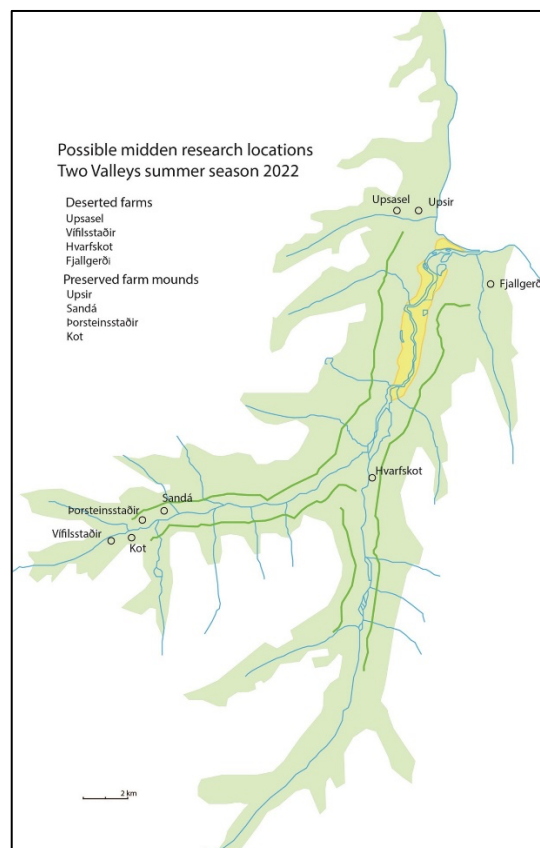 Possible midden research locations
Two Valleys summer season 2022
Deserted farms
Upsasel
Vífilsstaðir
Hvarfskot
Fjallgerði
Preserved farm mounds
Upsir
Sandá
Þorsteinsstaðir
Kot
Upsasel
Upsir
Fjallgerð
Hvarfskot
Sandá
Þorsteinsstaðir
Vífilsstaðir
Kot
2 km